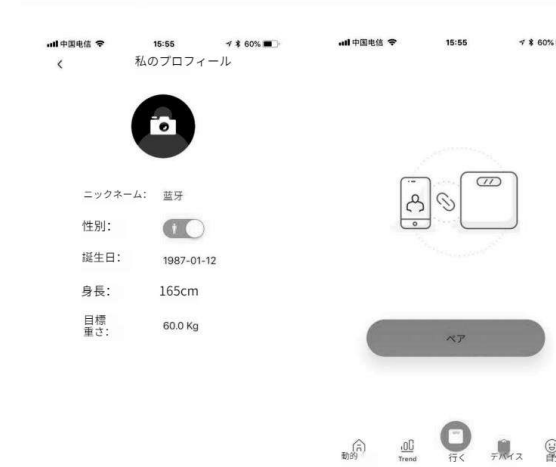 中国电信 15:55 60%
私のプロフィール
ニックネーム: 蓝牙
性別:
誕生日: 1987-01-12
身長: 165cm
目標
重さ: 60.0 Kg
中国电信 15:55 60%
ペア
動的 Trend 行く デバイス